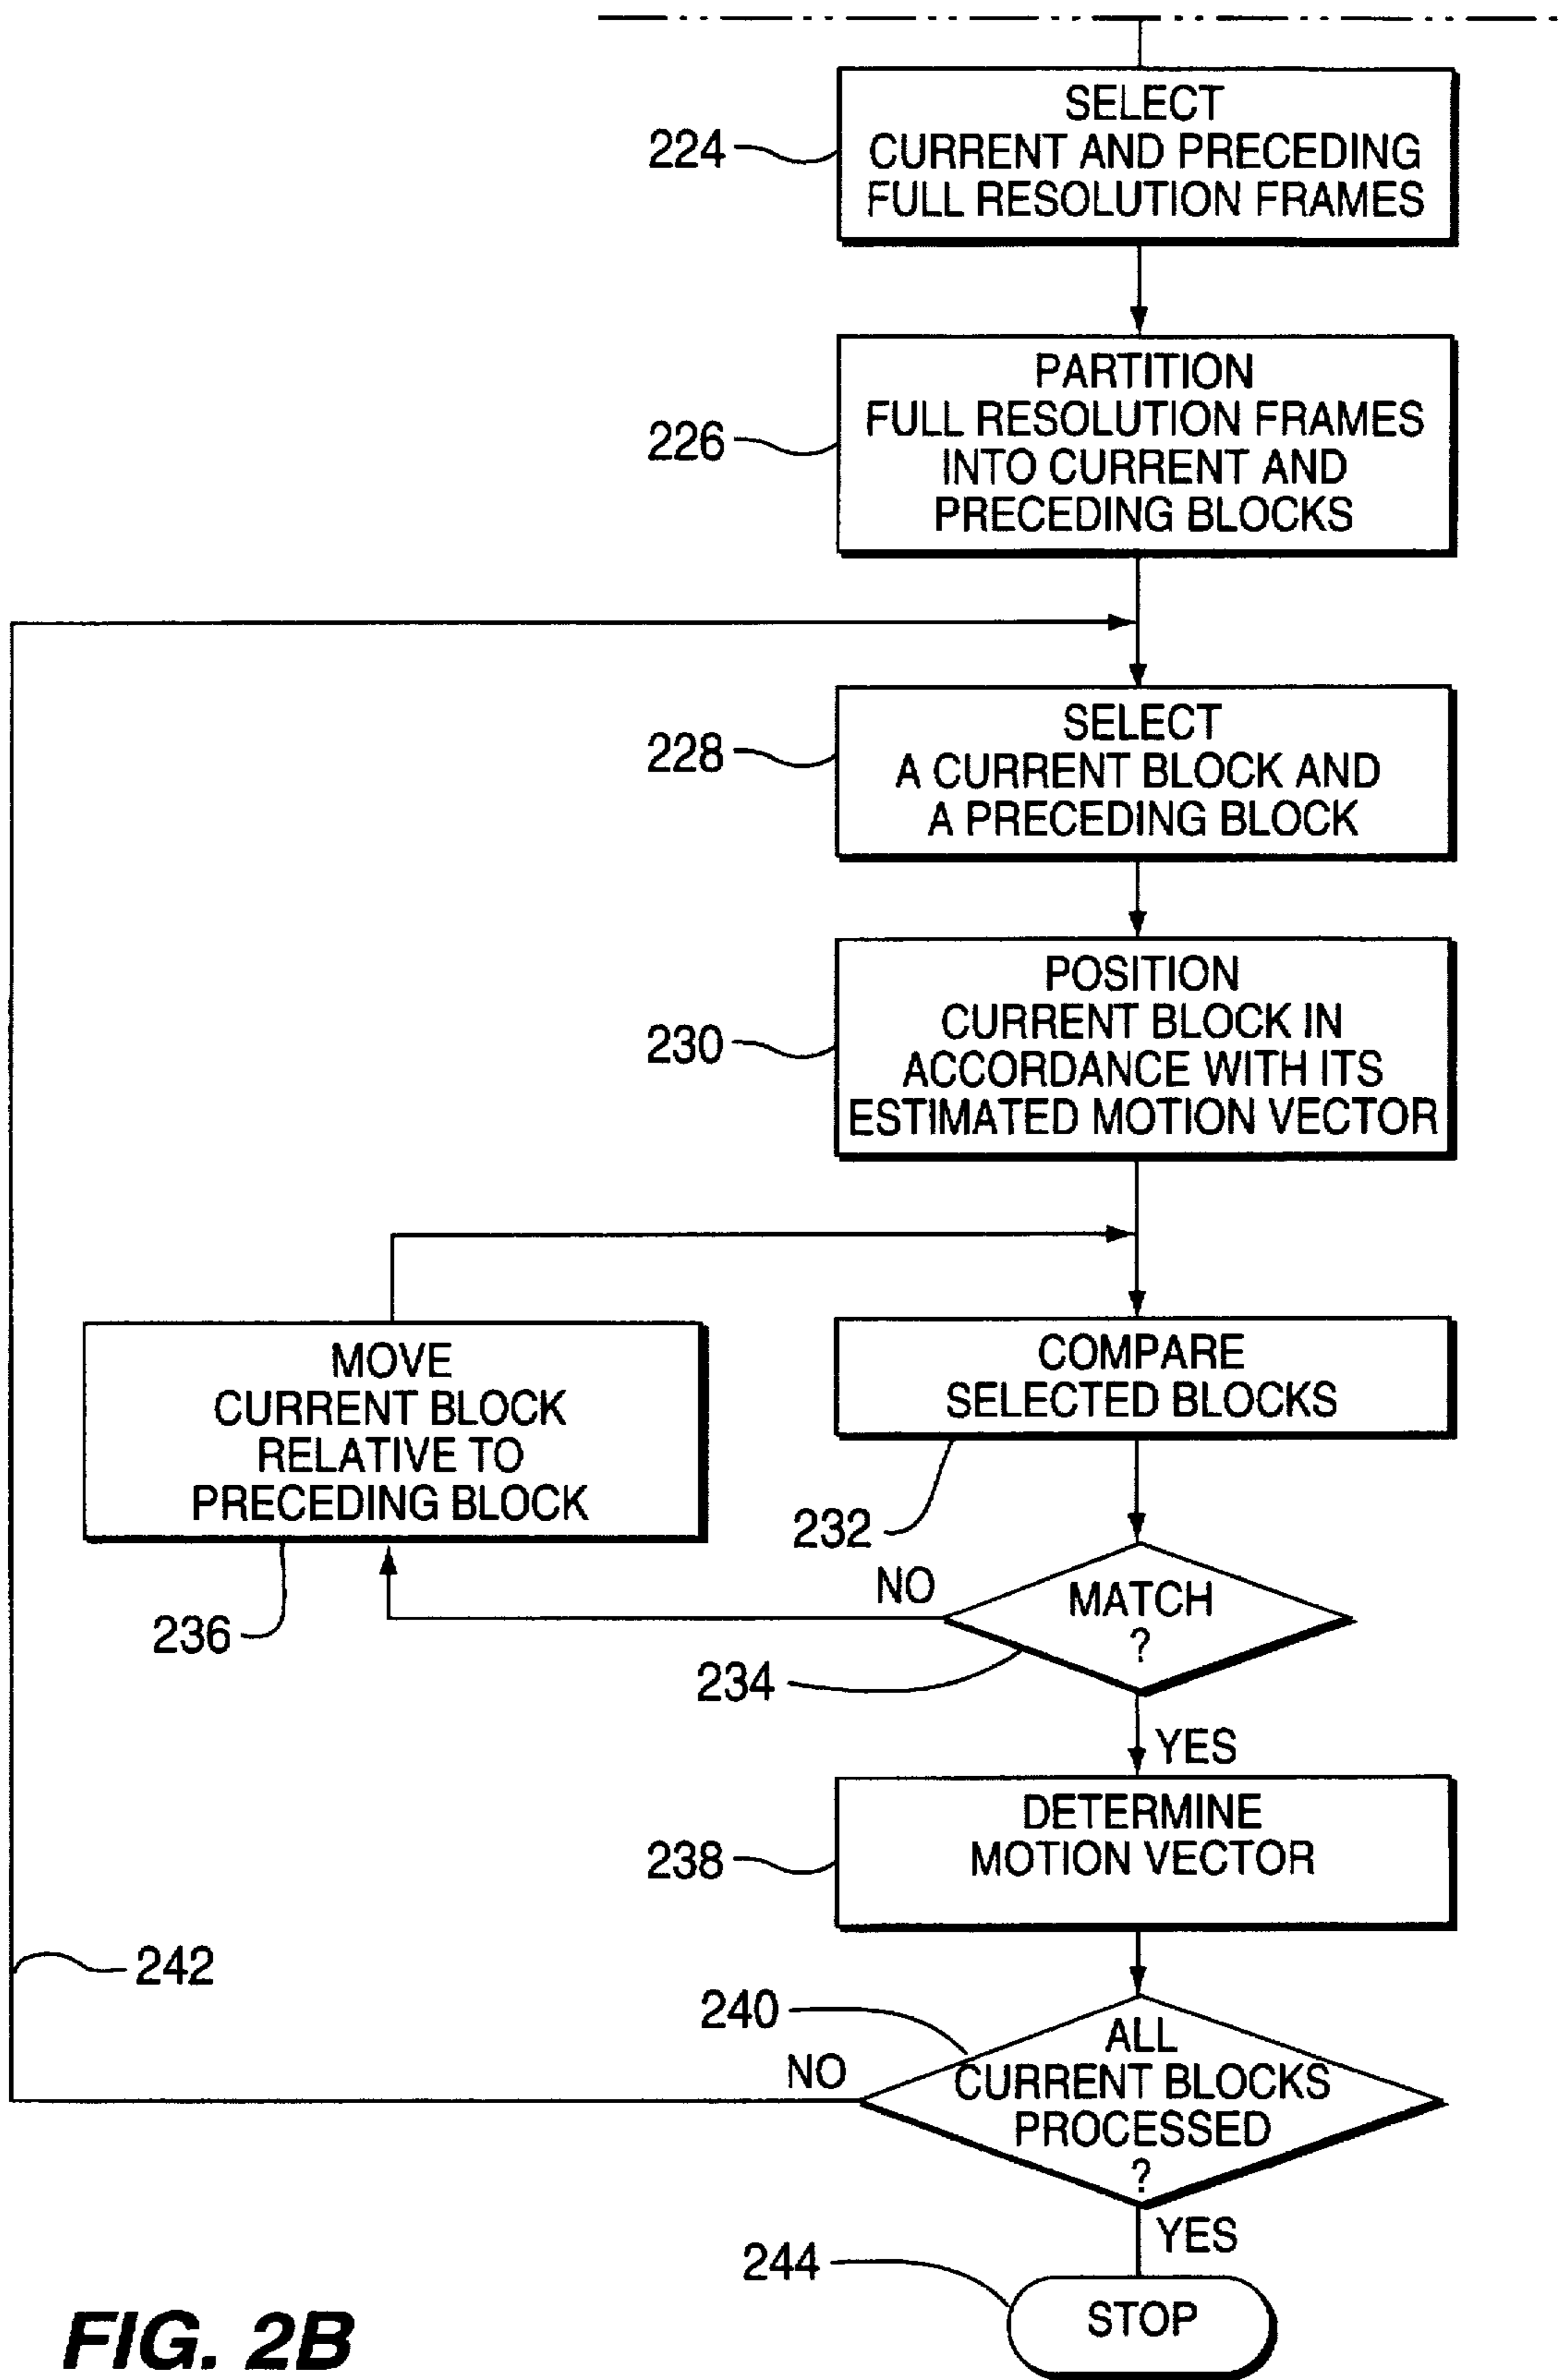 SELECT
CURRENT AND PRECEDING
FULL RESOLUTION FRAMES
224
PARTITION
FULL RESOLUTION FRAMES
INTO CURRENT AND
PRECEDING BLOCKS
226
SELECT
A CURRENT BLOCK AND
A PRECEDING BLOCK
228
POSITION
CURRENT BLOCK IN
ACCORDANCE WITH ITS
ESTIMATED MOTION VECTOR
230
MOVE
CURRENT BLOCK
RELATIVE TO
PRECEDING BLOCK
236
COMPARE
SELECTED BLOCKS
232
NO
MATCH
?
234
YES
DETERMINE
MOTION VECTOR
238
242
240
NO
ALL
CURRENT BLOCKS
PROCESSED
?
YES
244
STOP
FIG. 2B